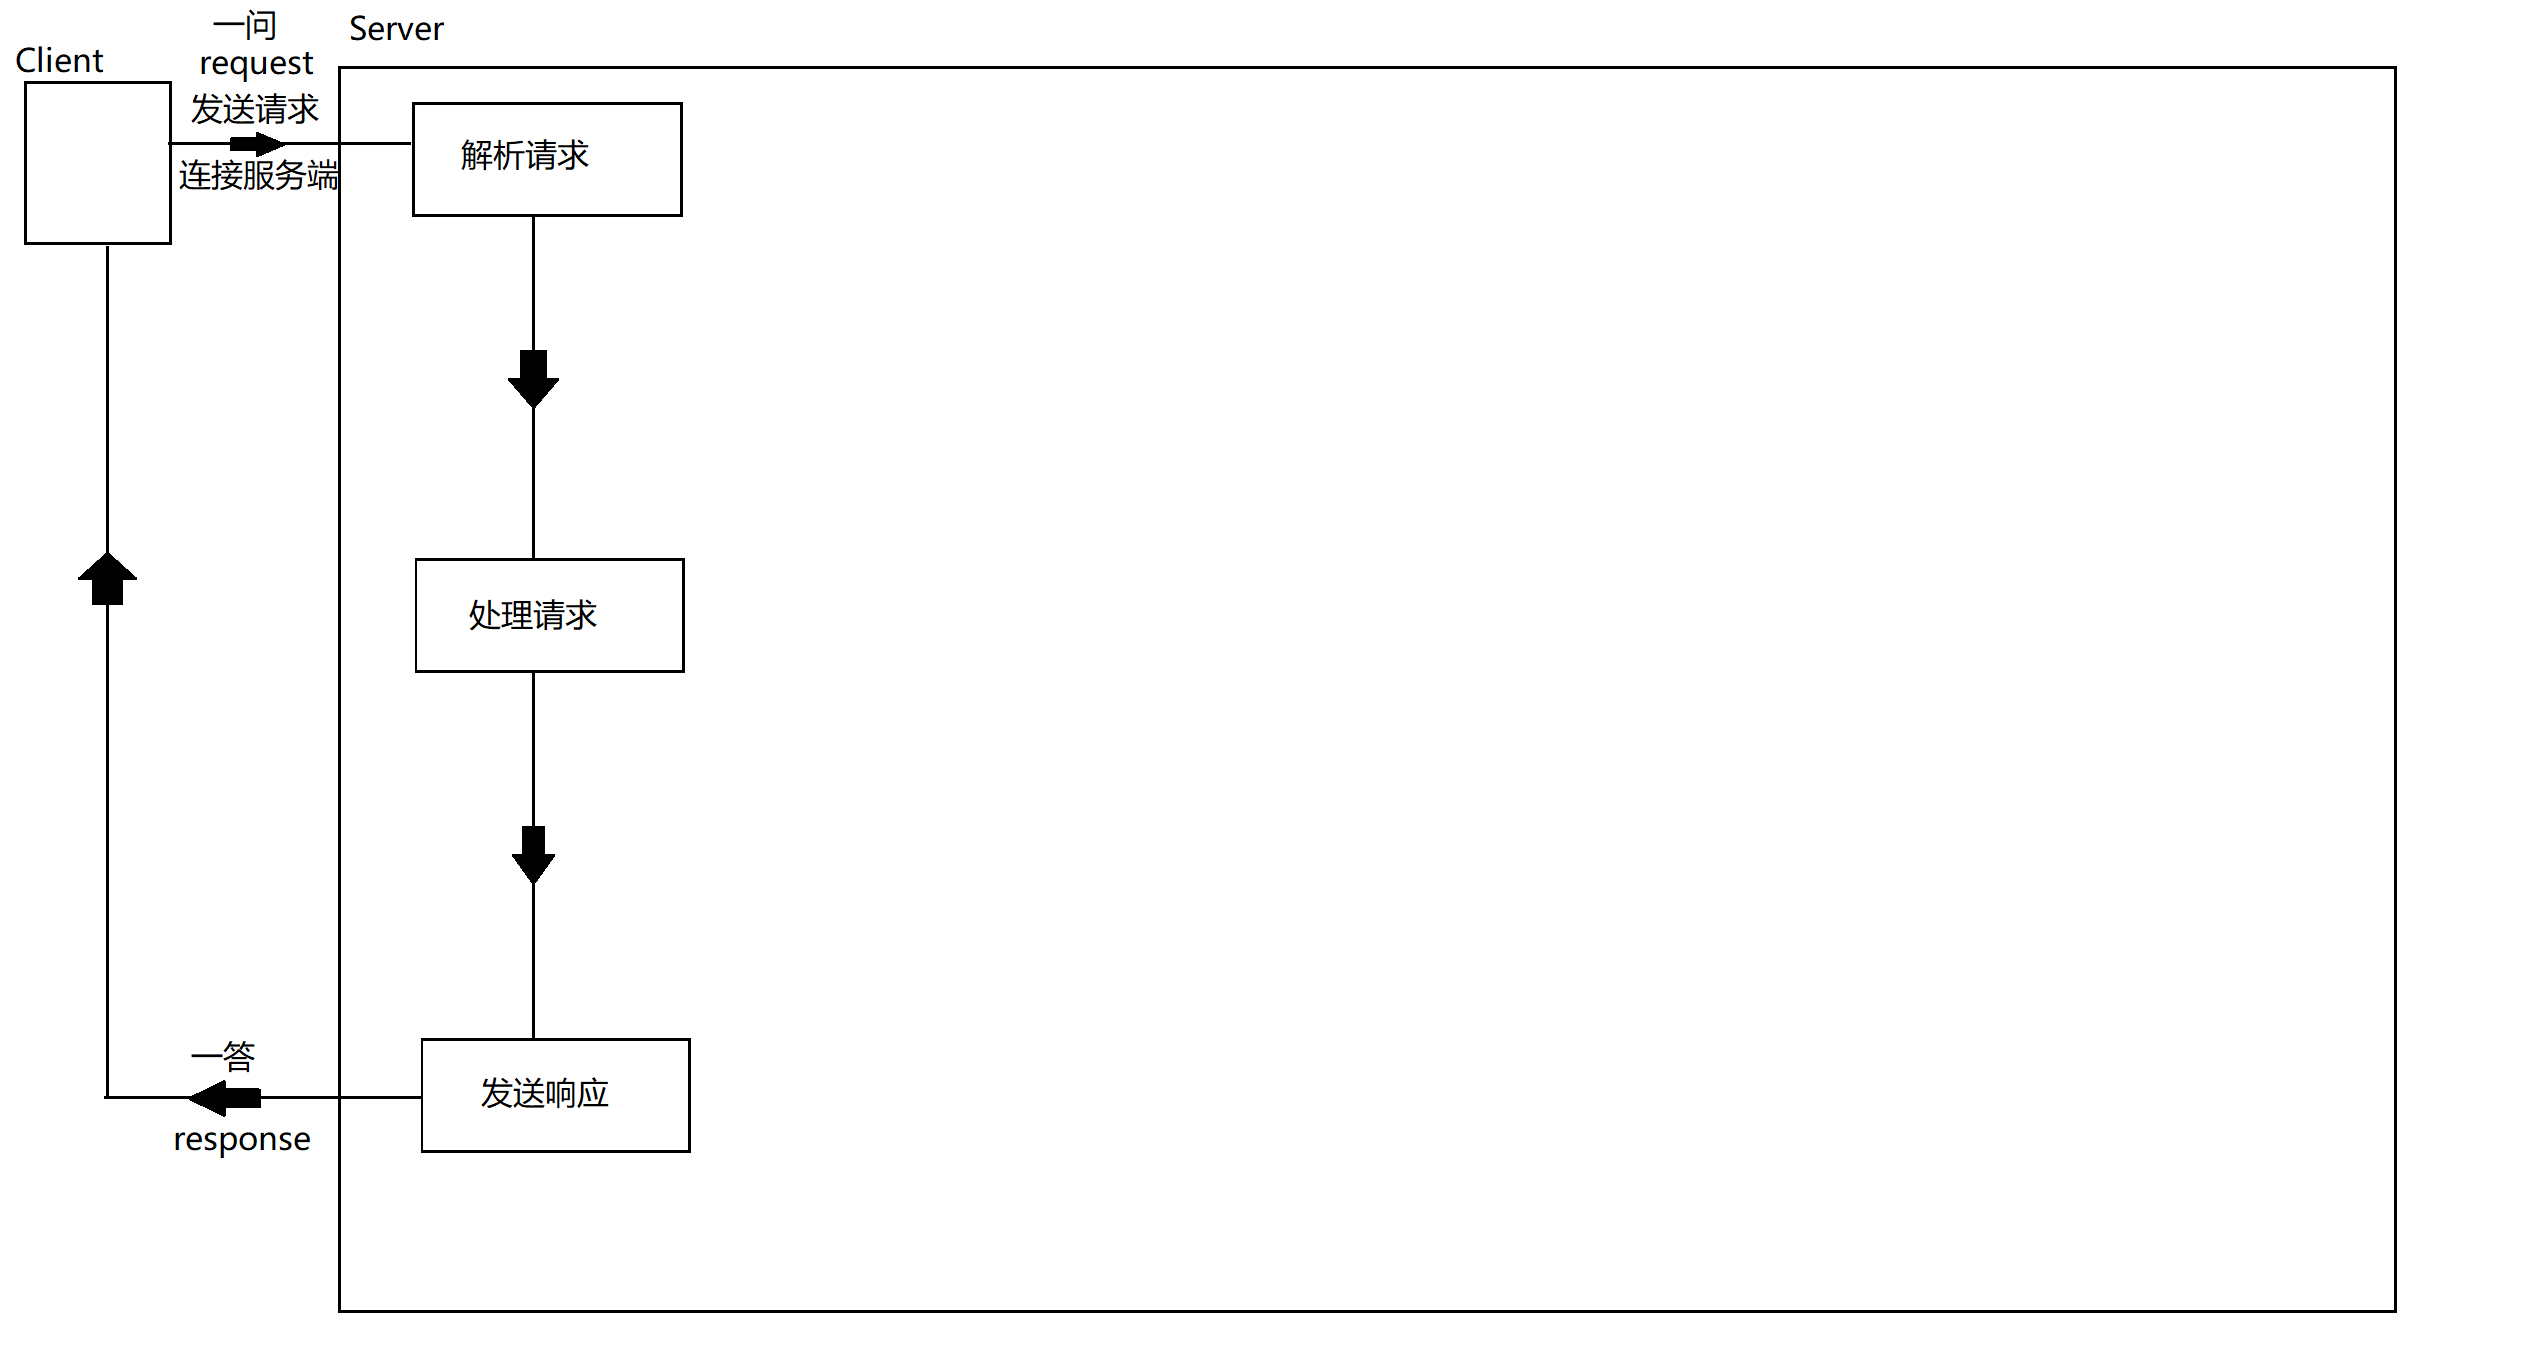 Client
一问
request
发送请求
连接服务端
Server
解析请求
处理请求
发送响应
一答
response